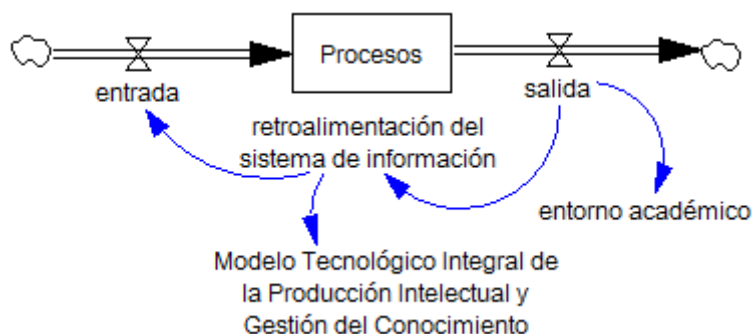 Procesos
entrada
salida
retroalimentación del
sistema de información
entorno académico
Modelo Tecnológico Integral de
la Producción Intelectual y
Gestión del Conocimiento